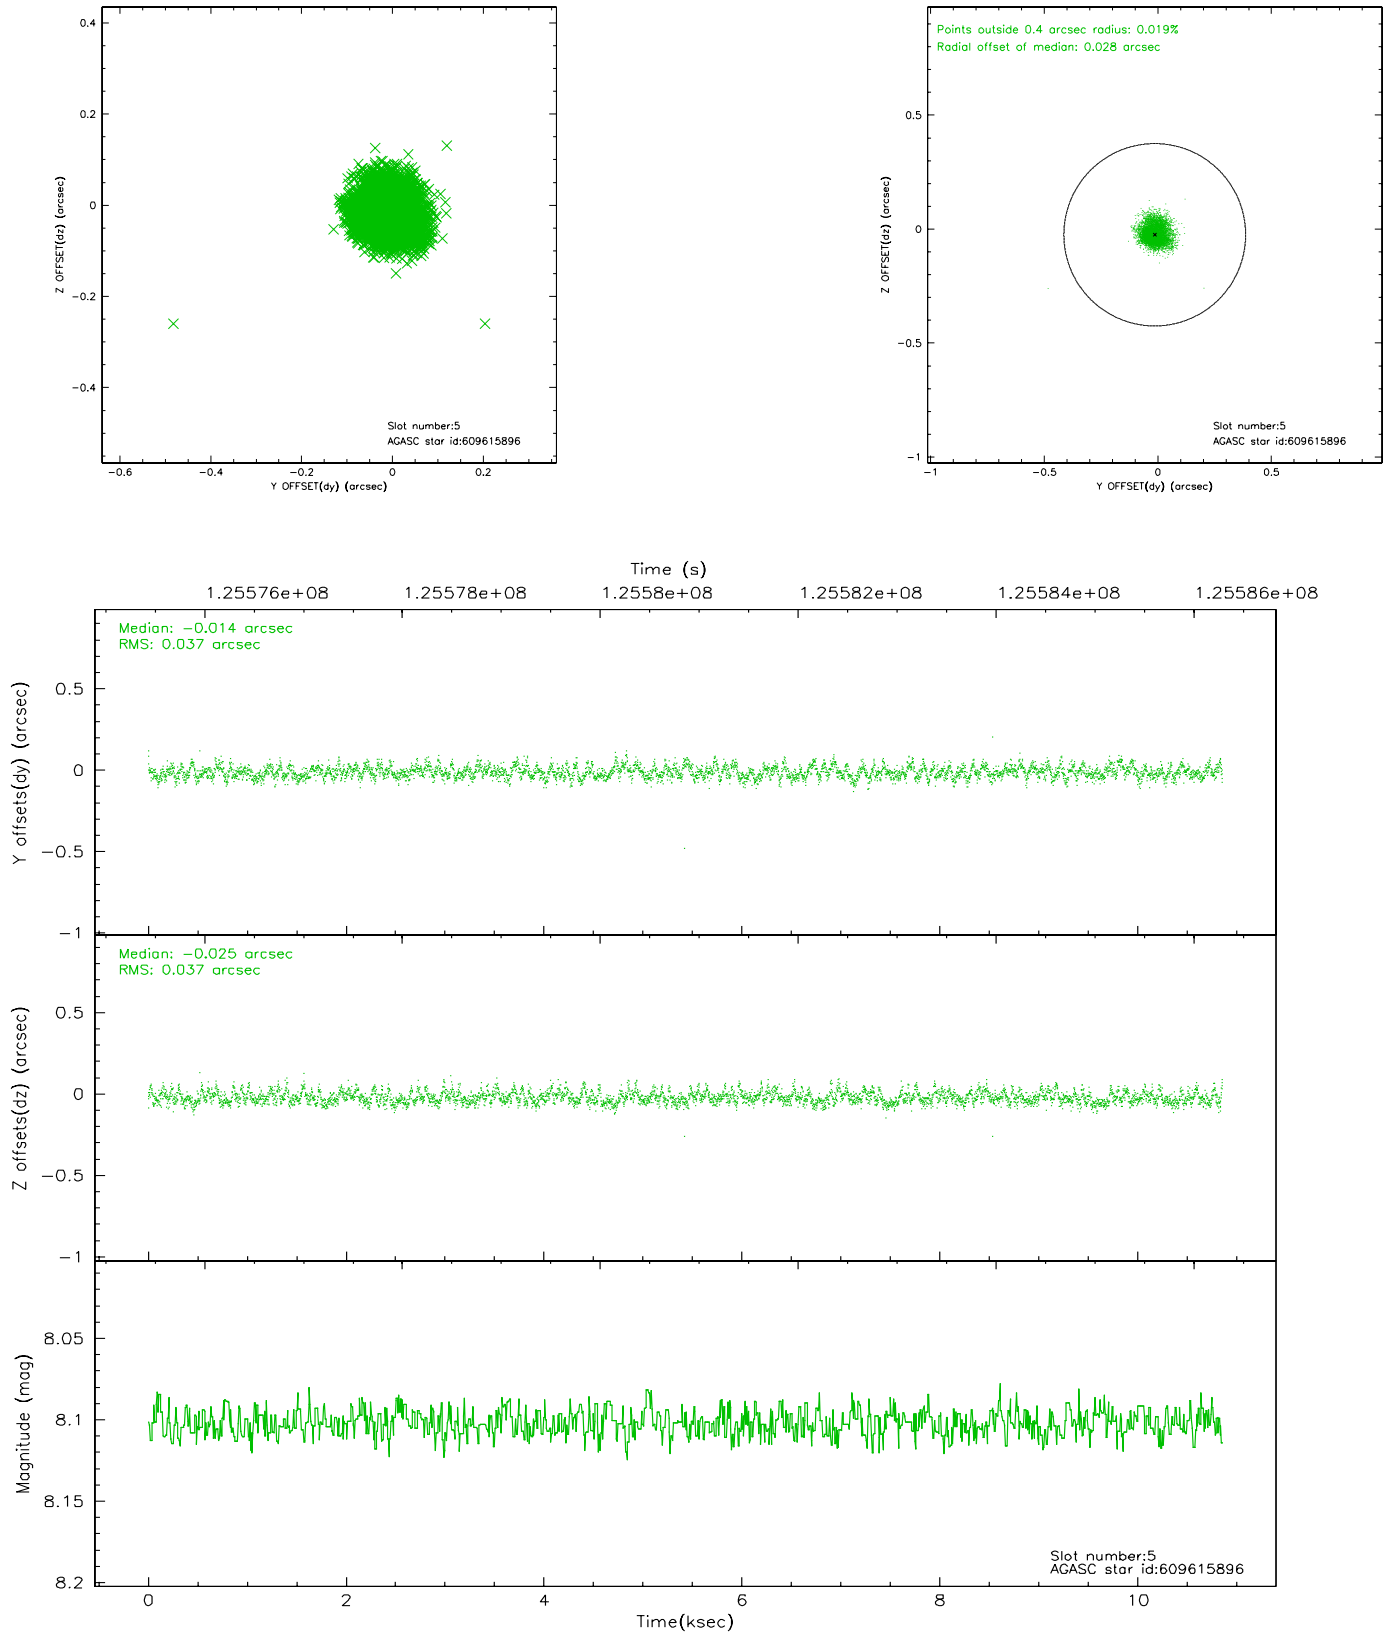 0.4
0.2
0
−0.2
−0.4
Z OFFSET(dz) (arcsec)
Slot number:5
AGASC star id:609615896
−0.6 −0.4 −0.2 0 0.2
Y OFFSET(dy) (arcsec)
Points outside 0.4 arcsec radius: 0.019%
Radial offset of median: 0.028 arcsec
0.5
0
−0.5
−1
Z OFFSET(dz) (arcsec)
Slot number:5
AGASC star id:609615896
−1 −0.5 0 0.5
Y OFFSET(dy) (arcsec)
Time (s)
1.25576e+08 1.25578e+08 1.2558e+08 1.25582e+08 1.25584e+08 1.25586e+08
Median: −0.014 arcsec
RMS: 0.037 arcsec
0.5
0
−0.5
−1
Y offsets(dy) (arcsec)
Median: −0.025 arcsec
RMS: 0.037 arcsec
0.5
0
−0.5
−1
Z offsets(dz) (arcsec)
8.05
8.1
8.15
8.2
Magnitude (mag)
Slot number:5
AGASC star id:609615896
0 2 4 6 8 10
Time(ksec)